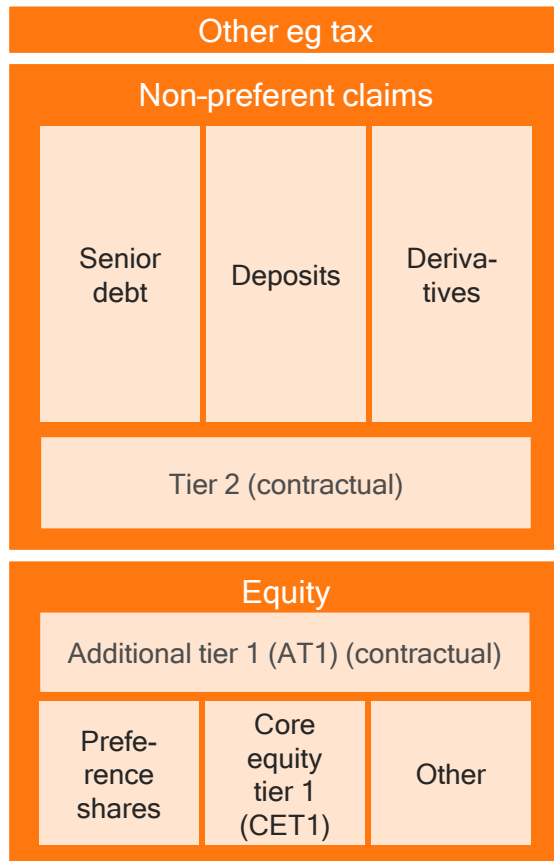 Other eg tax
Non-preferent claims
Senior
debt
Deposits
Deriva-
tives
Tier 2 (contractual)
Equity
Additional tier 1 (AT1) (contractual)
Prefe-
rence
shares
Core
equity
tier 1
(CET1)
Other